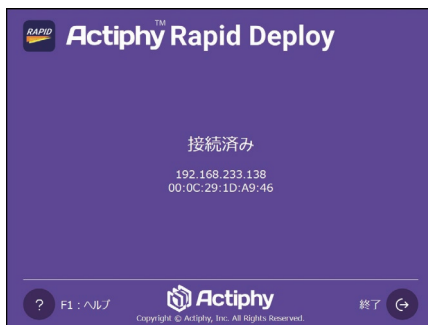 RAPID
Actiphy™ Rapid Deploy
接続済み
192.168.233.138
00:0C:29:1D:A9:46
? F1：ヘルプ
Actiphy
Copyright © Actiphy, Inc. All Rights Reserved.
終了